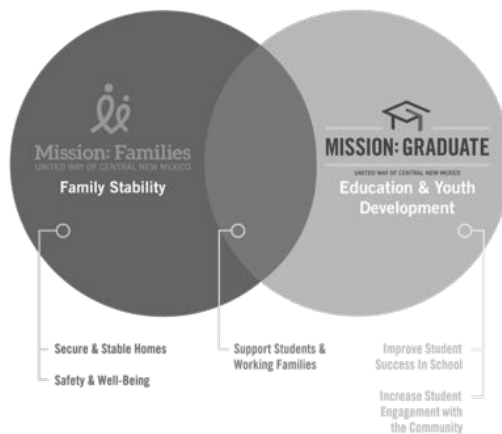 Mission: Families
UNITED WAY OF CENTRAL NEW MEXICO
Family Stability
MISSION: GRADUATE
UNITED WAY OF CENTRAL NEW MEXICO
Education & Youth
Development
Secure & Stable Homes
Safety & Well-Being
Support Students &
Working Families
Improve Student
Success In School
Increase Student
Engagement with
the Community